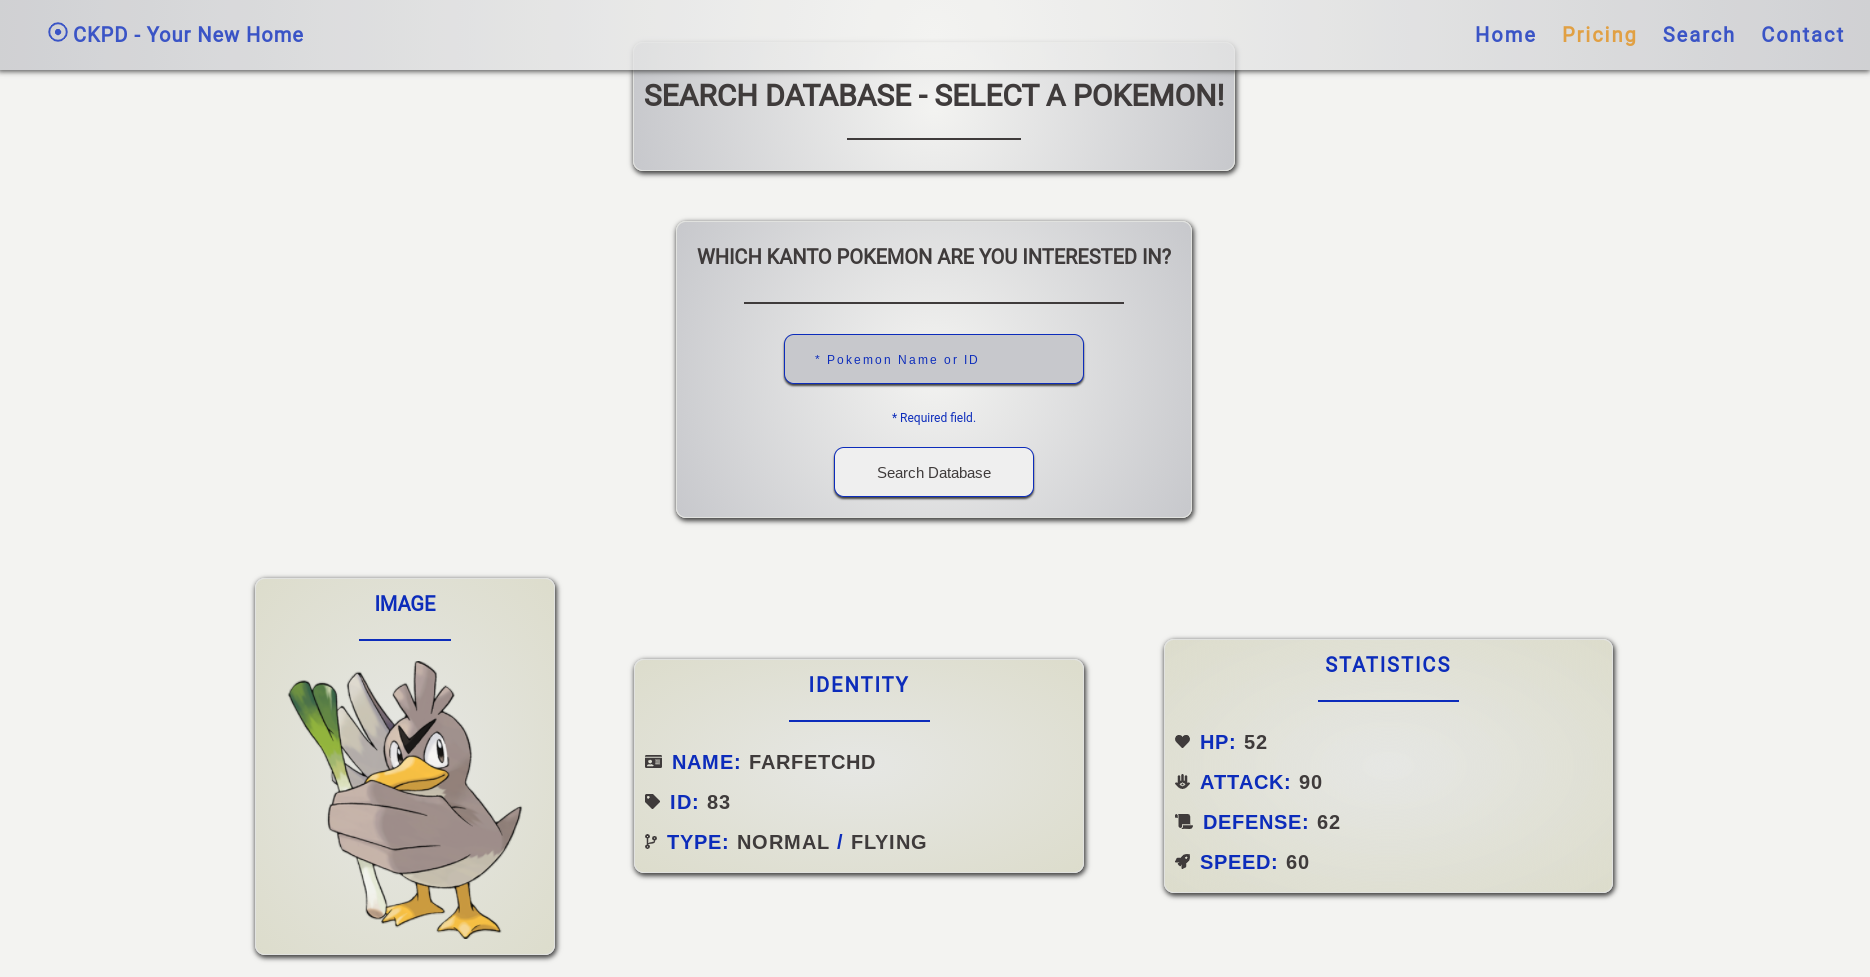 CKPD - Your New Home
Home Pricing Search Contact
SEARCH DATABASE - SELECT A POKEMON!
WHICH KANTO POKEMON ARE YOU INTERESTED IN?
* Pokemon Name or ID
* Required field.
Search Database
IMAGE
IDENTITY
NAME: FARFETCHD
ID: 83
TYPE: NORMAL / FLYING
STATISTICS
HP: 52
ATTACK: 90
DEFENSE: 62
SPEED: 60